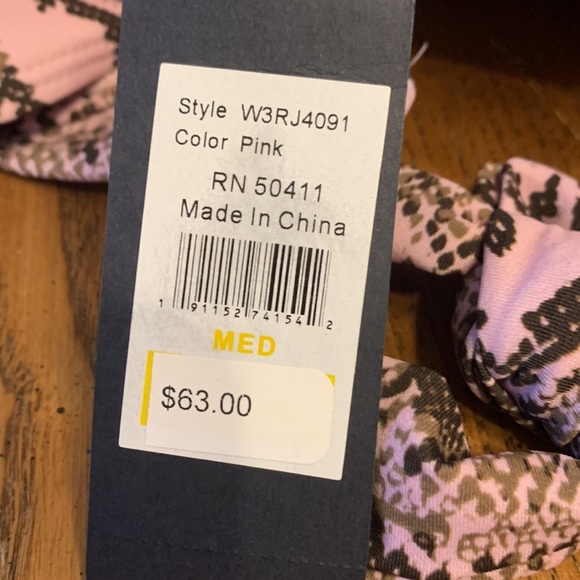 Style W3RJ4091
Color Pink
RN 50411
Made In China
1 91152 74154 2
MED
$63.00